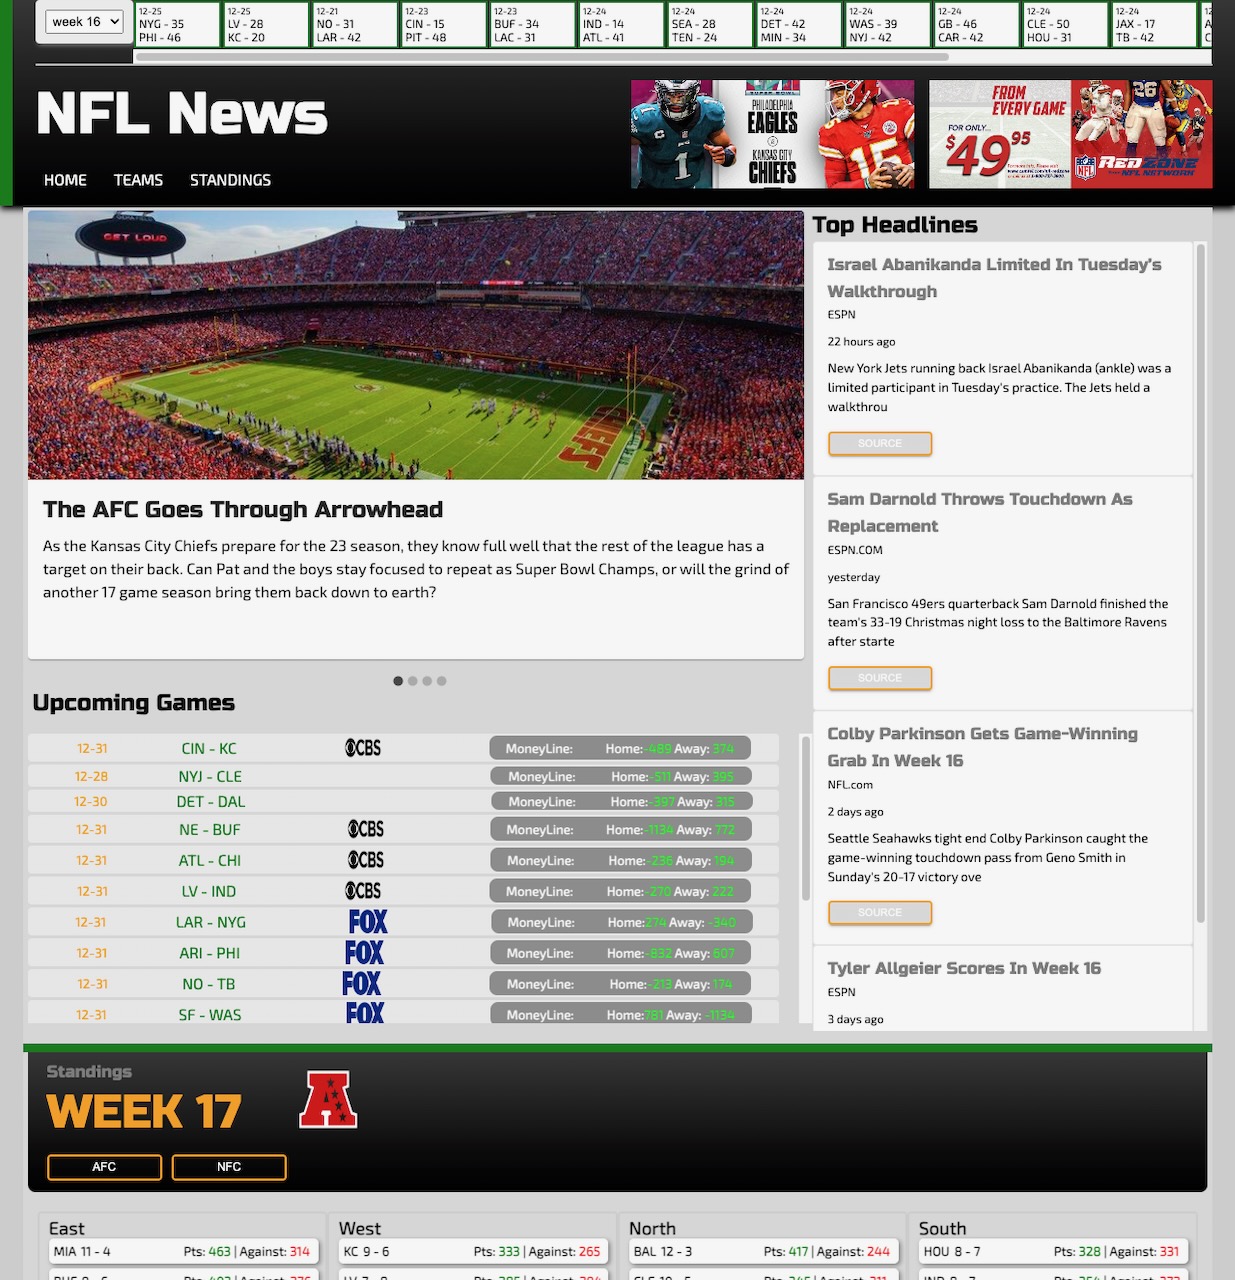 week 16
12-25
NYG - 35
PHI - 46
12-25
LV - 28
KC - 20
12-21
NO - 31
LAR - 42
12-23
CIN - 15
PIT - 48
12-23
BUF - 34
LAC - 31
12-24
IND - 14
ATL - 41
12-24
SEA - 28
TEN - 24
12-24
DET - 42
MIN - 34
12-24
WAS - 39
NYJ - 42
12-24
GB - 46
CAR - 42
12-24
CLE - 50
HOU - 31
12-24
JAX - 17
TB - 42
NFL News
HOME TEAMS STANDINGS
SUPER BOWL
PHILADELPHIA
EAGLES
KANSAS CITY
CHIEFS
1
15
FROM
EVERY GAME
FOR ONLY...
$49.95
26
NFL
REDZONE
NFL NETWORK
GET LOUD
CHIEFS
The AFC Goes Through Arrowhead
As the Kansas City Chiefs prepare for the 23 season, they know full well that the rest of the league has a
target on their back. Can Pat and the boys stay focused to repeat as Super Bowl Champs, or will the grind of
another 17 game season bring them back down to earth?
Top Headlines
Israel Abanikanda Limited In Tuesday's
Walkthrough
ESPN
22 hours ago
New York Jets running back Israel Abanikanda (ankle) was a
limited participant in Tuesday's practice. The Jets held a
walkthrou
SOURCE
Sam Darnold Throws Touchdown As
Replacement
ESPN.COM
yesterday
San Francisco 49ers quarterback Sam Darnold finished the
team's 33-19 Christmas night loss to the Baltimore Ravens
after starte
SOURCE
Colby Parkinson Gets Game-Winning
Grab In Week 16
NFL.com
2 days ago
Seattle Seahawks tight end Colby Parkinson caught the
game-winning touchdown pass from Geno Smith in
Sunday's 20-17 victory ove
SOURCE
Tyler Allgeier Scores In Week 16
ESPN
3 days ago
Upcoming Games
12-31 CIN - KC CBS MoneyLine: Home:-489 Away: 374
12-28 NYJ - CLE MoneyLine: Home:-511 Away: 395
12-30 DET - DAL MoneyLine: Home:-397 Away: 315
12-31 NE - BUF CBS MoneyLine: Home:-1134 Away: 772
12-31 ATL - CHI CBS MoneyLine: Home:-236 Away: 194
12-31 LV - IND CBS MoneyLine: Home:-270 Away: 222
12-31 LAR - NYG FOX MoneyLine: Home:274 Away: -340
12-31 ARI - PHI FOX MoneyLine: Home:-832 Away: 607
12-31 NO - TB FOX MoneyLine: Home:-213 Away: 174
12-31 SF - WAS FOX MoneyLine: Home:781 Away: -1134
Standings
WEEK 17
AFC NFC
East
MIA 11 - 4 Pts: 463 | Against: 314
West
KC 9 - 6 Pts: 333 | Against: 265
North
BAL 12 - 3 Pts: 417 | Against: 244
South
HOU 8 - 7 Pts: 328 | Against: 331